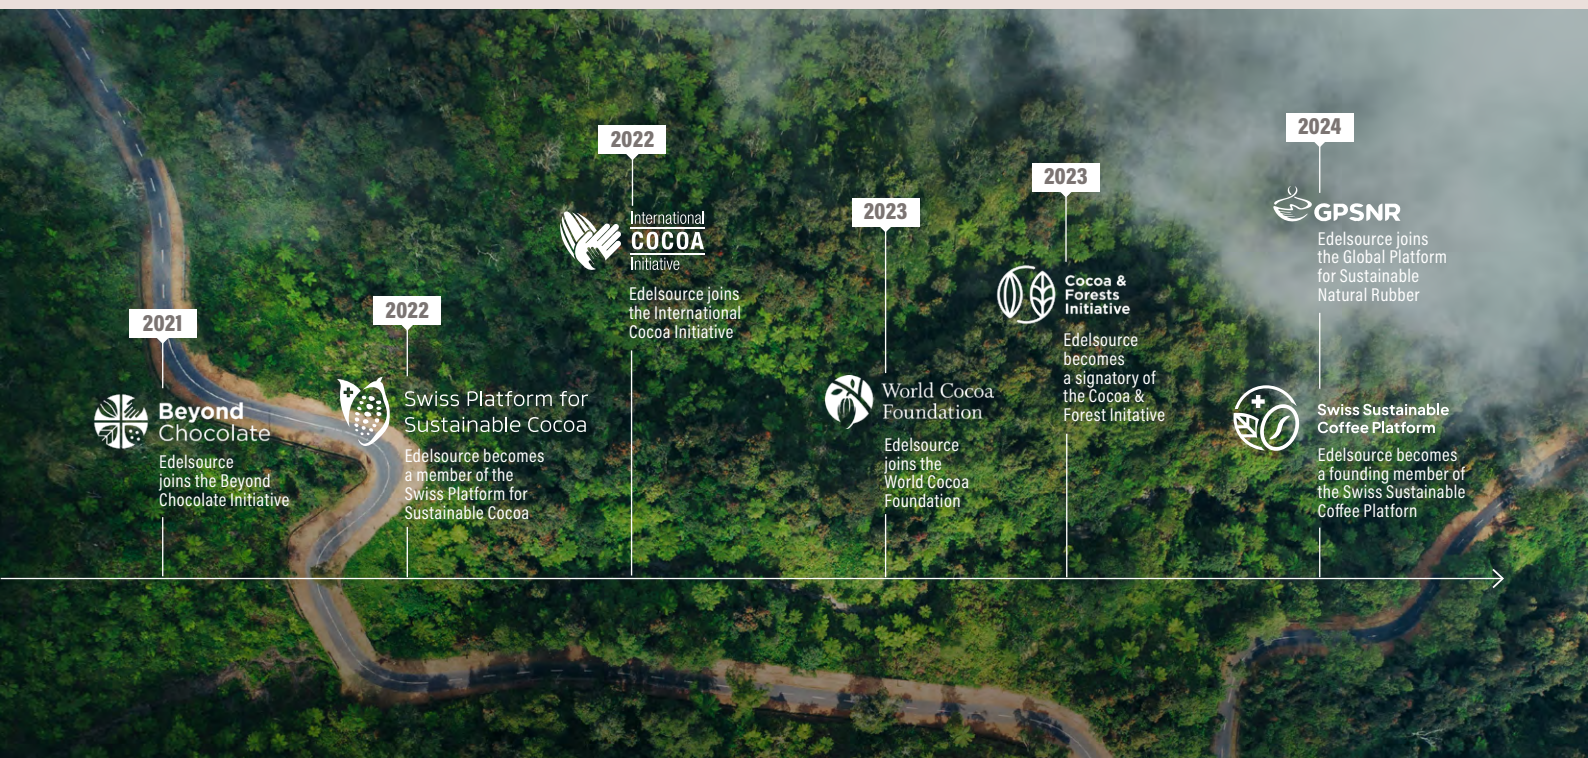 2021
Beyond
Chocolate
Edelsource
joins the Beyond
Chocolate Initiative
2022
Swiss Platform for
Sustainable Cocoa
Edelsource becomes
a member of the
Swiss Platform for
Sustainable Cocoa
2022
International
COCOA
Initiative
Edelsource joins
the International
Cocoa Initiative
2023
World Cocoa
Foundation
Edelsource
joins the
World Cocoa
Foundation
2023
Cocoa &
Forests
Initiative
Edelsource
becomes
a signatory of
the Cocoa &
Forest Initative
2024
GPSNR
Edelsource joins
the Global Platform
for Sustainable
Natural Rubber
Swiss Sustainable
Coffee Platform
Edelsource becomes
a founding member of
the Swiss Sustainable
Coffee Platforn